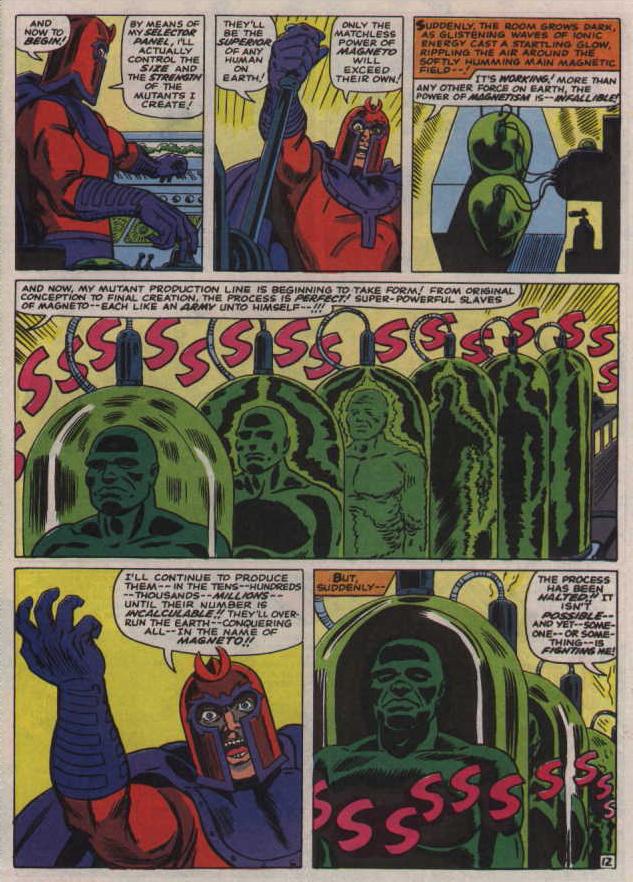 AND
NOW TO
BEGIN!
BY MEANS OF
MY SELECTOR
PANEL, I'LL
ACTUALLY
CONTROL THE
SIZE AND
THE STRENGTH
OF THE
MUTANTS I
CREATE!
THEY'LL
BE THE
SUPERIOR
OF ANY
HUMAN
ON
EARTH!
ONLY THE
MATCHLESS
POWER OF
MAGNETO
WILL
EXCEED
THEIR OWN!
SUDDENLY, THE ROOM GROWS DARK,
AS GLISTENING WAVES OF IONIC
ENERGY CAST A STARTLING GLOW,
RIPPLING THE AIR AROUND THE
SOFTLY HUMMING MAIN MAGNETIC
FIELD--!
IT'S WORKING! MORE THAN
ANY OTHER FORCE ON EARTH, THE
POWER OF MAGNETISM IS--INFALLIBLE!
AND NOW, MY MUTANT PRODUCTION LINE IS BEGINNING TO TAKE FORM! FROM ORIGINAL
CONCEPTION TO FINAL CREATION, THE PROCESS IS PERFECT! SUPER-POWERFUL SLAVES
OF MAGNETO--EACH LIKE AN ARMY UNTO HIMSELF--!!!
SSSSSSSSSSSSSSSSSS
I'LL CONTINUE TO PRODUCE
THEM--IN THE TENS--HUNDREDS
--THOUSANDS--MILLIONS--
UNTIL THEIR NUMBER IS
INCALCULABLE!! THEY'LL OVER-
RUN THE EARTH--CONQUERING
ALL--IN THE NAME OF
MAGNETO!!
BUT,
SUDDENLY--
THE PROCESS
HAS BEEN
HALTED!! IT
ISN'T
POSSIBLE--
AND YET--SOME-
ONE--OR SOME-
THING--IS
FIGHTING ME!
SSSSSSSSSS
12